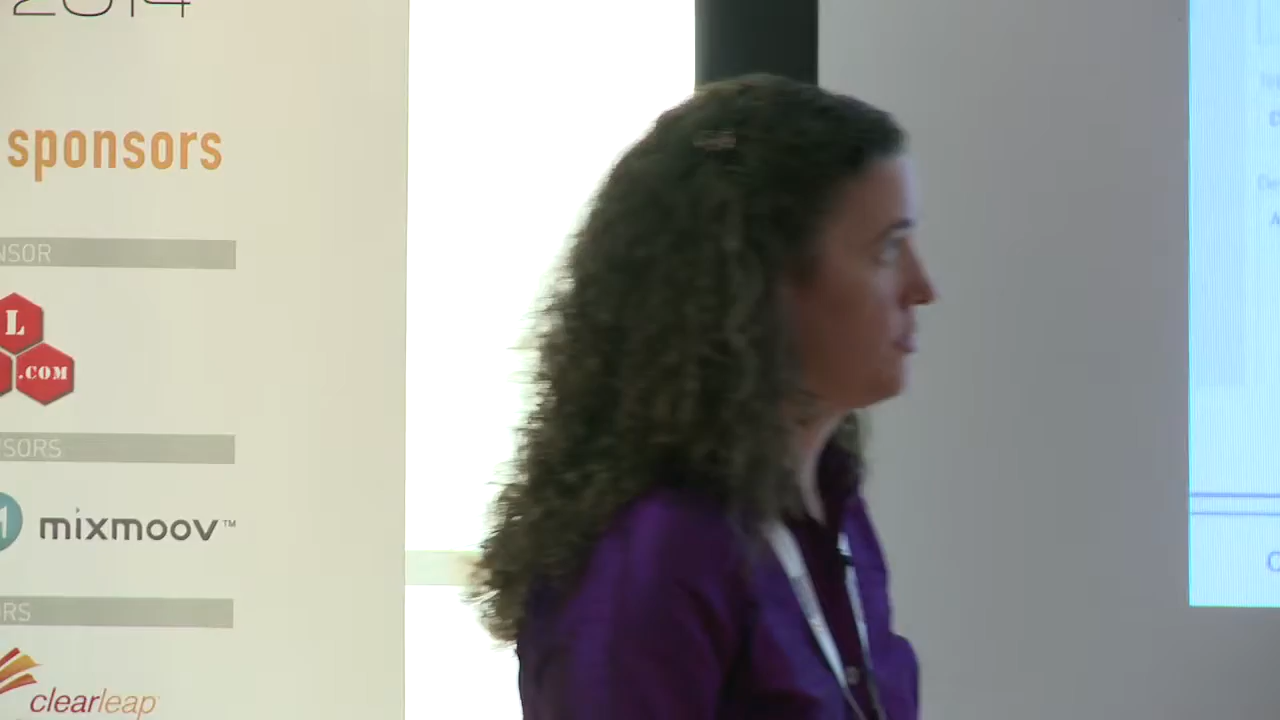 2014
sponsors
NSOR
L
.COM
SORS
mixmoov™
RS
clearleap